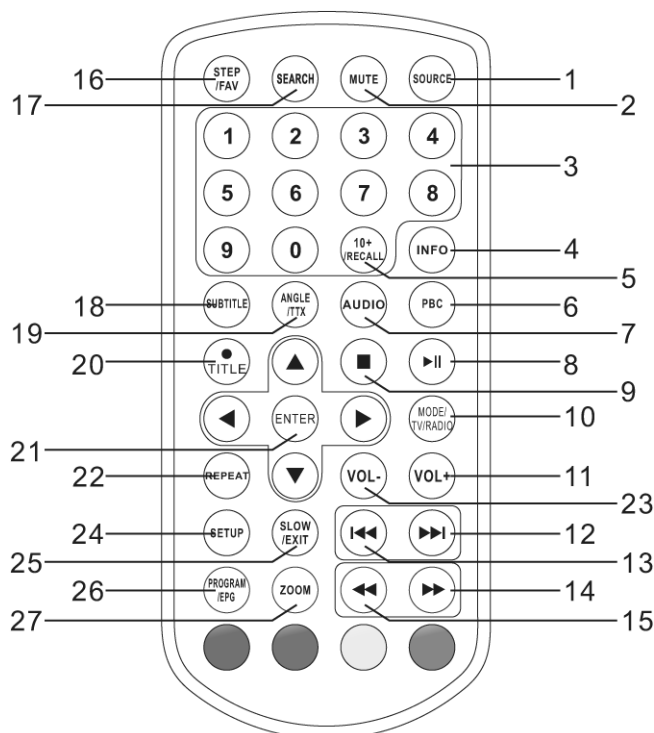 16
STEP
/FAV
SEARCH
MUTE
SOURCE
1
17
2
1
2
3
4
3
5
6
7
8
9
0
10+
/RECALL
INFO
4
5
18
SUBTITLE
ANGLE
/TTX
AUDIO
PBC
6
19
7
20
TITLE
8
9
ENTER
MODE/
TV/RADIO
10
21
22
REPEAT
VOL-
VOL+
11
23
24
SETUP
SLOW
/EXIT
12
25
13
26
PROGRAM
/EPG
ZOOM
14
27
15